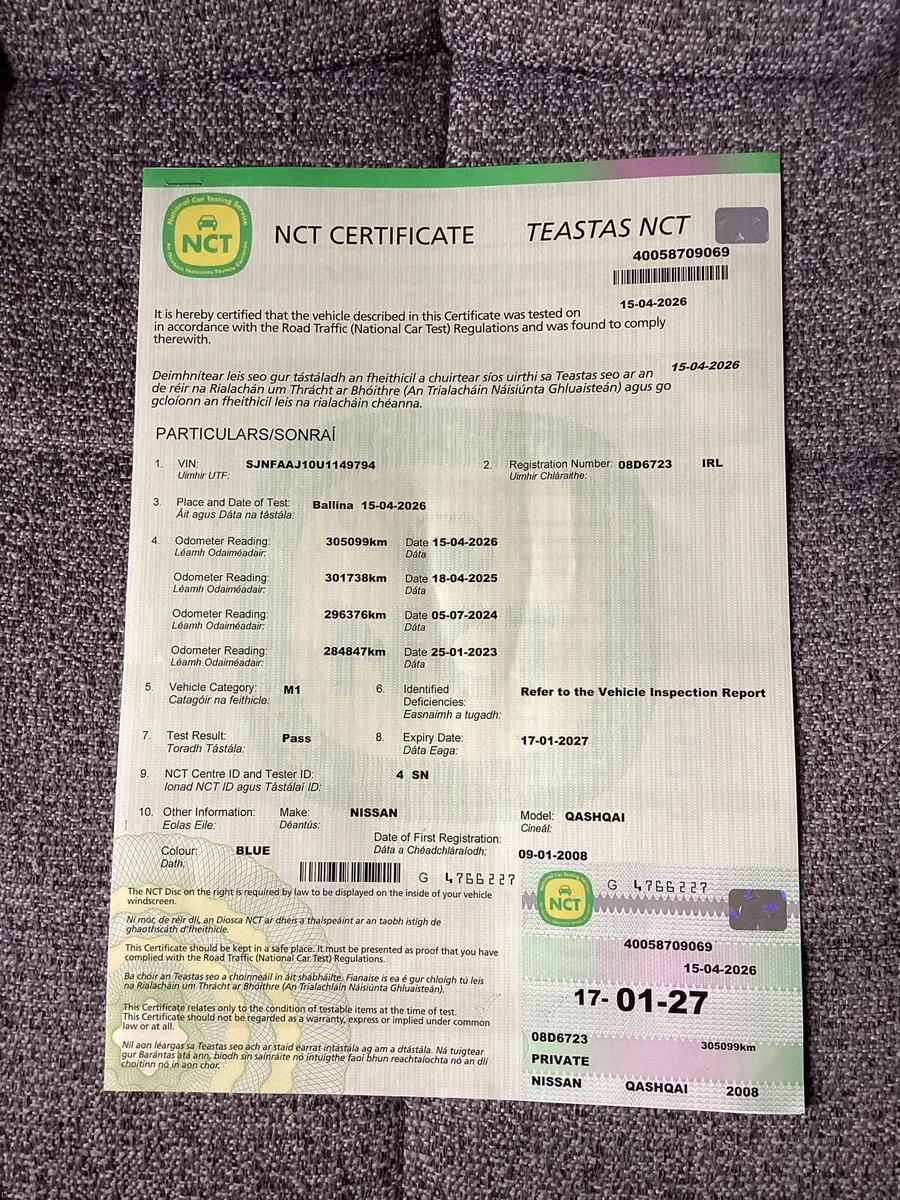 National Car Testing Service
NCT
NCT CERTIFICATE
TEASTAS NCT
40058709069
15-04-2026
It is hereby certified that the vehicle described in this Certificate was tested on
in accordance with the Road Traffic (National Car Test) Regulations and was found to comply
therewith.
15-04-2026
Deimhnítear leis seo gur tástáladh an fheithicil a chuirtear síos uirthi sa Teastas seo ar an
de réir na Rialachán um Thrácht ar Bhóithre (An Trialacháin Náisiúnta Ghluaisteán) agus go
gcloíonn an fheithicil leis na rialacháin chéanna.
PARTICULARS/SONRAÍ
1. VIN: SJNFAAJ10U1149794 2. Registration Number: 08D6723 IRL
Uimhir UTF: Uimhir Chláraithe:
3. Place and Date of Test: Ballina 15-04-2026
Áit agus Dáta na tástála:
4. Odometer Reading: 305099km Date 15-04-2026
Léamh Odaiméadair: Dáta
Odometer Reading: 301738km Date 18-04-2025
Léamh Odaiméadair: Dáta
Odometer Reading: 296376km Date 05-07-2024
Léamh Odaiméadair: Dáta
Odometer Reading: 284847km Date 25-01-2023
Léamh Odaiméadair: Dáta
5. Vehicle Category: M1 6. Identified Refer to the Vehicle Inspection Report
Catagóir na feithicle: Deficiencies:
Easnaimh a tugadh:
7. Test Result: Pass 8. Expiry Date: 17-01-2027
Toradh Tástála: Dáta Eaga:
9. NCT Centre ID and Tester ID: 4 SN
Ionad NCT ID agus Tástálaí ID:
10. Other Information: Make: NISSAN Model: QASHQAI
Eolas Eile: Déantús: Cineál:
Date of First Registration: 09-01-2008
Colour: BLUE Dáta a Chéadchláraíodh:
Dath:
G 4766227
The NCT Disc on the right is required by law to be displayed on the inside of your vehicle
windscreen.
Ní mór, de réir dlí, an Diosca NCT ar dheis a thaispeáint ar an taobh istigh de
ghaothscáth d'fheithicle.
This Certificate should be kept in a safe place. It must be presented as proof that you have
complied with the Road Traffic (National Car Test) Regulations.
Ba chóir an Teastas seo a choinneáil in áit shábháilte. Fianaise is ea é gur chloígh tú leis
na Rialacháin um Thrácht ar Bhóithre (An Trialachláin Náisiúnta Ghluaisteán).
This Certificate relates only to the condition of testable items at the time of test.
This Certificate should not be regarded as a warranty, express or implied under common
law or at all.
Níl aon léargas sa Teastas seo ach ar staid earraí intástála ag am a dtástála. Ná tuigtear
gur Barántas atá ann, bíodh sin sainráite nó intuigthe faoi bhun reachtaíochta nó an dlí
choitinn nó in aon chor.
NCT
G 4766227
40058709069
15-04-2026
17- 01-27
08D6723 305099km
PRIVATE
NISSAN QASHQAI 2008